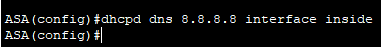 ASA(config)#dhcpd dns 8.8.8.8 interface inside
ASA(config)#